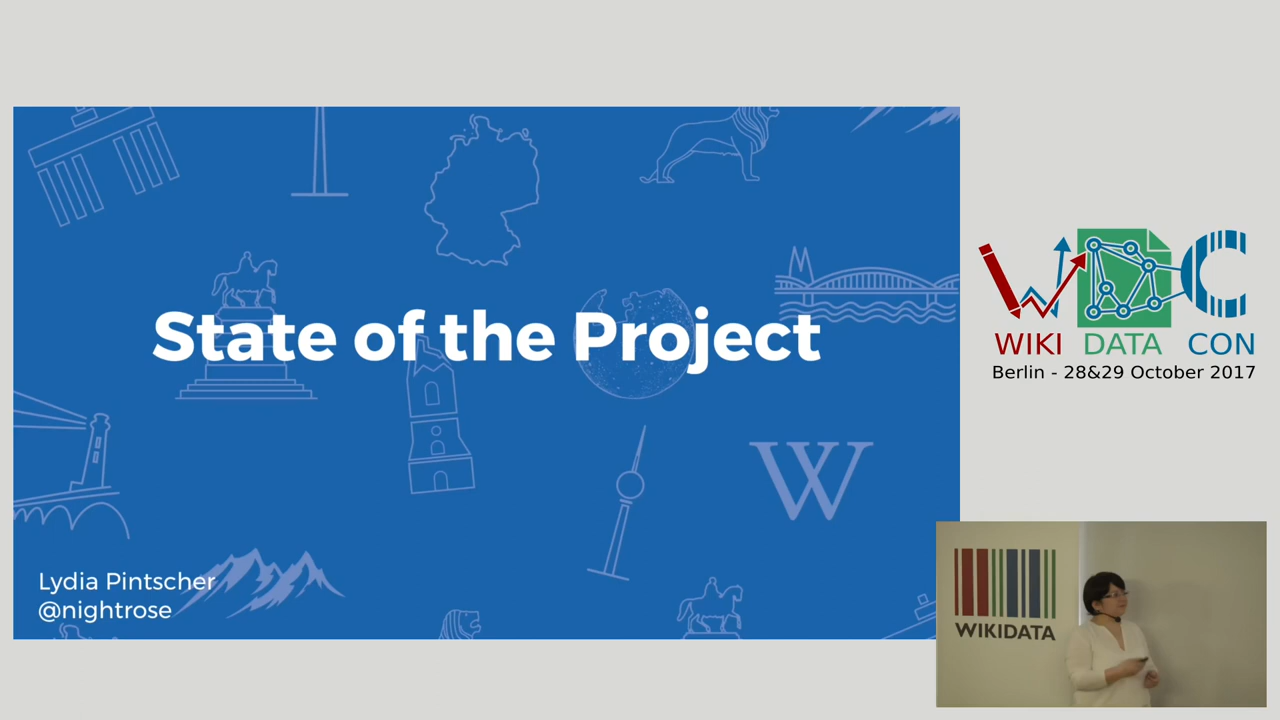 State of the Project
Lydia Pintscher
@nightrose
W
WIKI DATA CON
Berlin - 28&29 October 2017
WIKIDATA